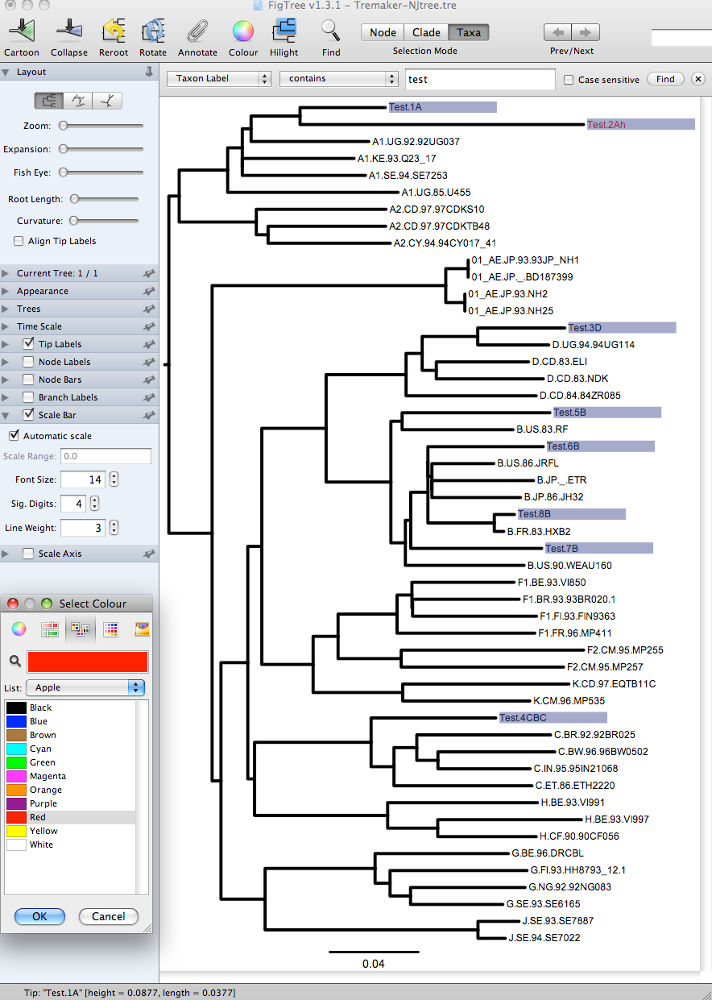 FigTree v1.3.1 – Tremaker-NJtree.tre
Cartoon Collapse Reroot Rotate Annotate Colour Hilight Find
Node Clade Taxa
Selection Mode
Prev/Next
Layout
Taxon Label contains test Case sensitive Find
Zoom:
Expansion:
Fish Eye:
Root Length:
Curvature:
Align Tip Labels
Current Tree: 1 / 1
Appearance
Trees
Time Scale
Tip Labels
Node Labels
Node Bars
Branch Labels
Scale Bar
Automatic scale
Scale Range: 0.0
Font Size: 14
Sig. Digits: 4
Line Weight: 3
Scale Axis
Select Colour
List: Apple
Black
Blue
Brown
Cyan
Green
Magenta
Orange
Purple
Red
Yellow
White
OK Cancel
Test.1A
Test.2Ah
A1.UG.92.92UG037
A1.KE.93.Q23_17
A1.SE.94.SE7253
A1.UG.85.U455
A2.CD.97.97CDKS10
A2.CD.97.97CDKTB48
A2.CY.94.94CY017_41
01_AE.JP.93.93JP_NH1
01_AE.JP._.BD187399
01_AE.JP.93.NH2
01_AE.JP.93.NH25
Test.3D
D.UG.94.94UG114
D.CD.83.ELI
D.CD.83.NDK
D.CD.84.84ZR085
Test.5B
B.US.83.RF
Test.6B
B.US.86.JRFL
B.JP._.ETR
B.JP.86.JH32
Test.8B
B.FR.83.HXB2
Test.7B
B.US.90.WEAU160
F1.BE.93.VI850
F1.BR.93.93BR020.1
F1.FI.93.FIN9363
F1.FR.96.MP411
F2.CM.95.MP255
F2.CM.95.MP257
K.CD.97.EQTB11C
K.CM.96.MP535
Test.4CBC
C.BR.92.92BR025
C.BW.96.96BW0502
C.IN.95.95IN21068
C.ET.86.ETH2220
H.BE.93.VI991
H.BE.93.VI997
H.CF.90.90CF056
G.BE.96.DRCBL
G.FI.93.HH8793_12.1
G.NG.92.92NG083
G.SE.93.SE6165
J.SE.93.SE7887
J.SE.94.SE7022
0.04
Tip: "Test.1A" [height = 0.0877, length = 0.0377]